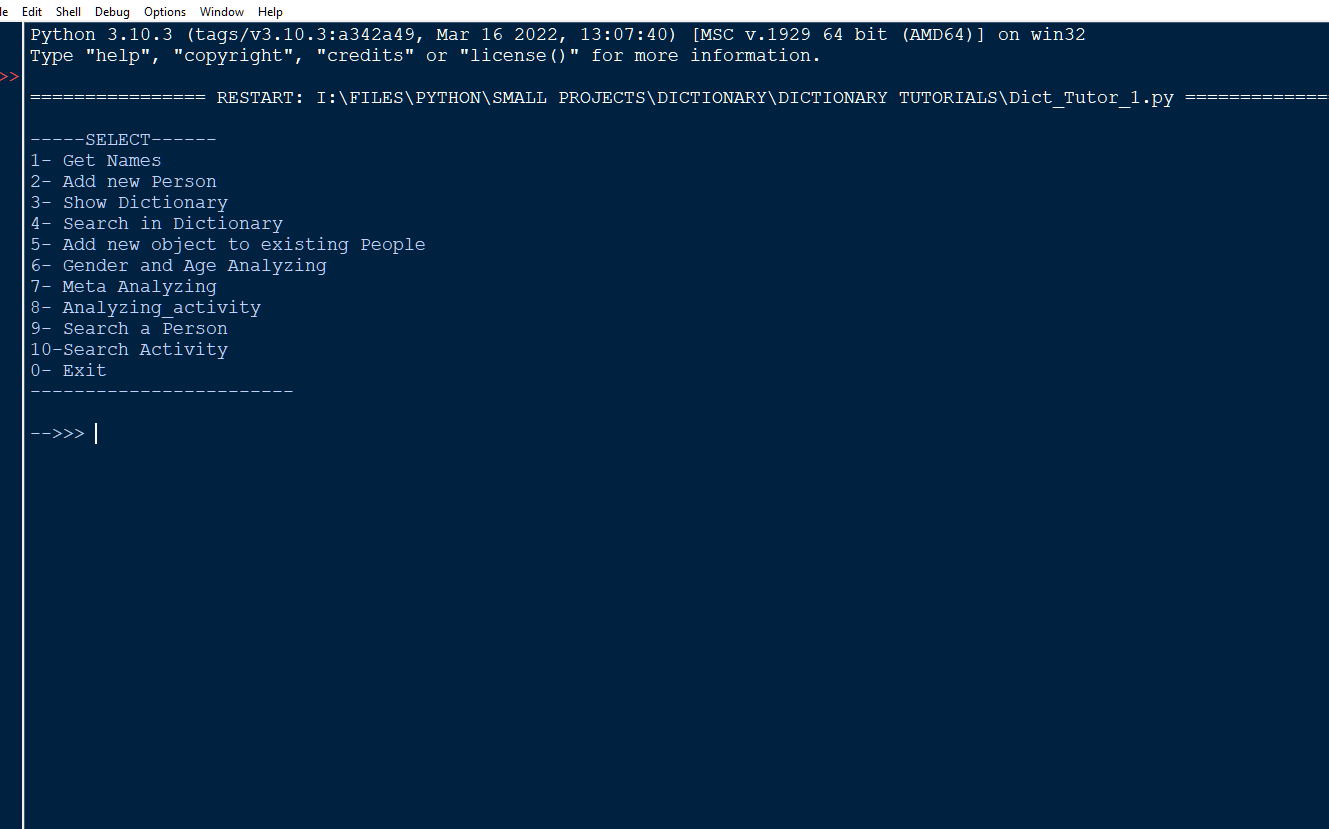 le Edit Shell Debug Options Window Help
Python 3.10.3 (tags/v3.10.3:a342a49, Mar 16 2022, 13:07:40) [MSC v.1929 64 bit (AMD64)] on win32
Type "help", "copyright", "credits" or "license()" for more information.
>>
================ RESTART: I:\FILES\PYTHON\SMALL PROJECTS\DICTIONARY\DICTIONARY TUTORIALS\Dict_Tutor_1.py =============
-----SELECT------
1- Get Names
2- Add new Person
3- Show Dictionary
4- Search in Dictionary
5- Add new object to existing People
6- Gender and Age Analyzing
7- Meta Analyzing
8- Analyzing_activity
9- Search a Person
10-Search Activity
0- Exit
------------------------
-->>>